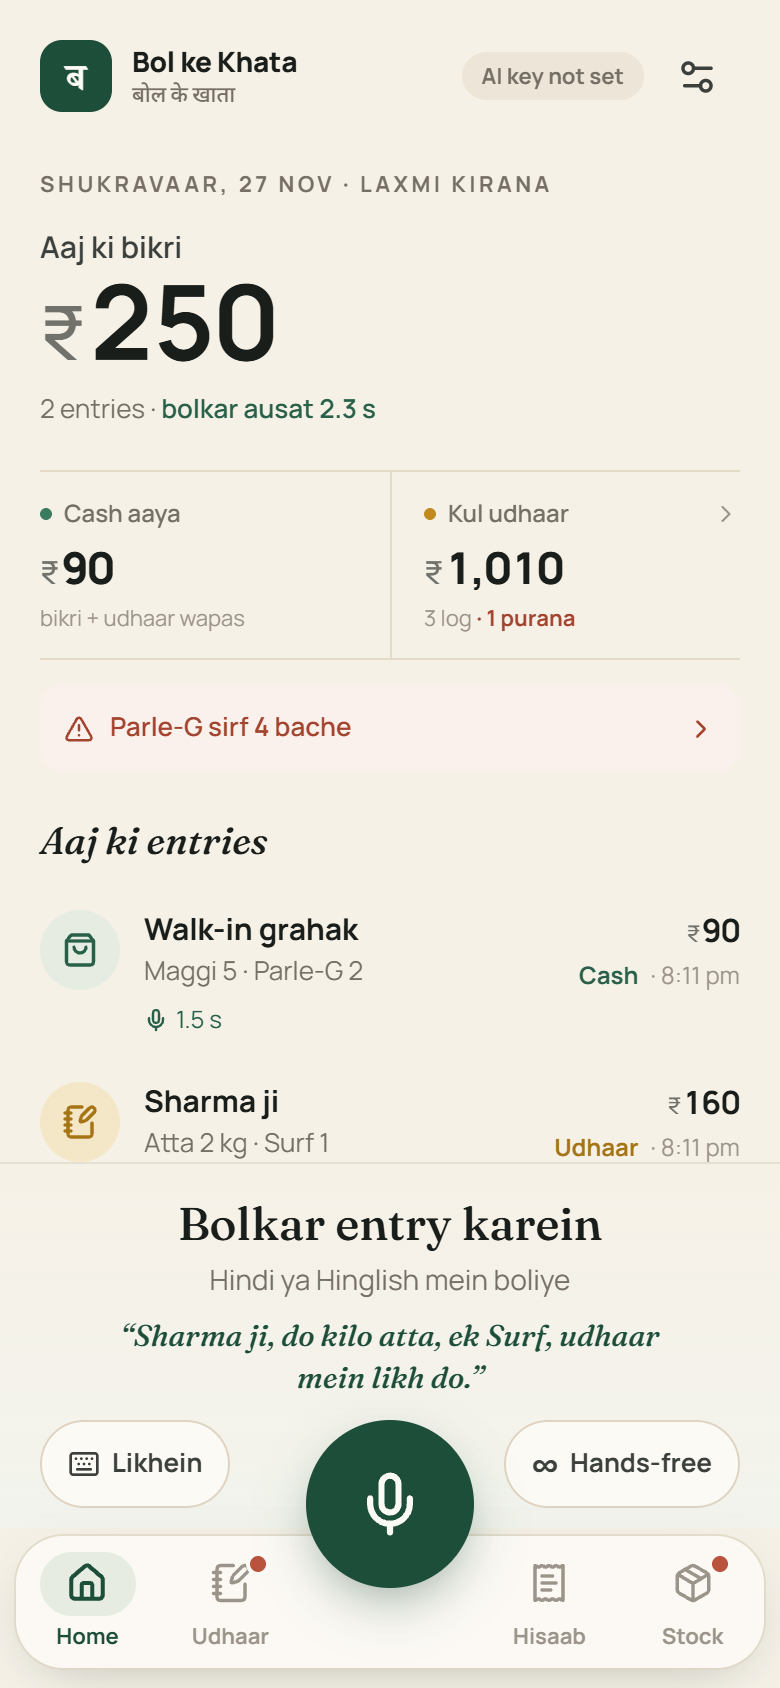 ब
Bol ke Khata
बोल के खाता
AI key not set
SHUKRAVAAR, 27 NOV · LAXMI KIRANA
Aaj ki bikri
₹250
2 entries · bolkar ausat 2.3 s
Cash aaya
₹90
bikri + udhaar wapas
Kul udhaar
₹1,010
3 log · 1 purana
Parle-G sirf 4 bache
Aaj ki entries
Walk-in grahak
₹90
Maggi 5 · Parle-G 2
Cash · 8:11 pm
1.5 s
Sharma ji
₹160
Atta 2 kg · Surf 1
Udhaar · 8:11 pm
Bolkar entry karein
Hindi ya Hinglish mein boliye
“Sharma ji, do kilo atta, ek Surf, udhaar
mein likh do.”
Likhein
Hands-free
Home
Udhaar
Hisaab
Stock